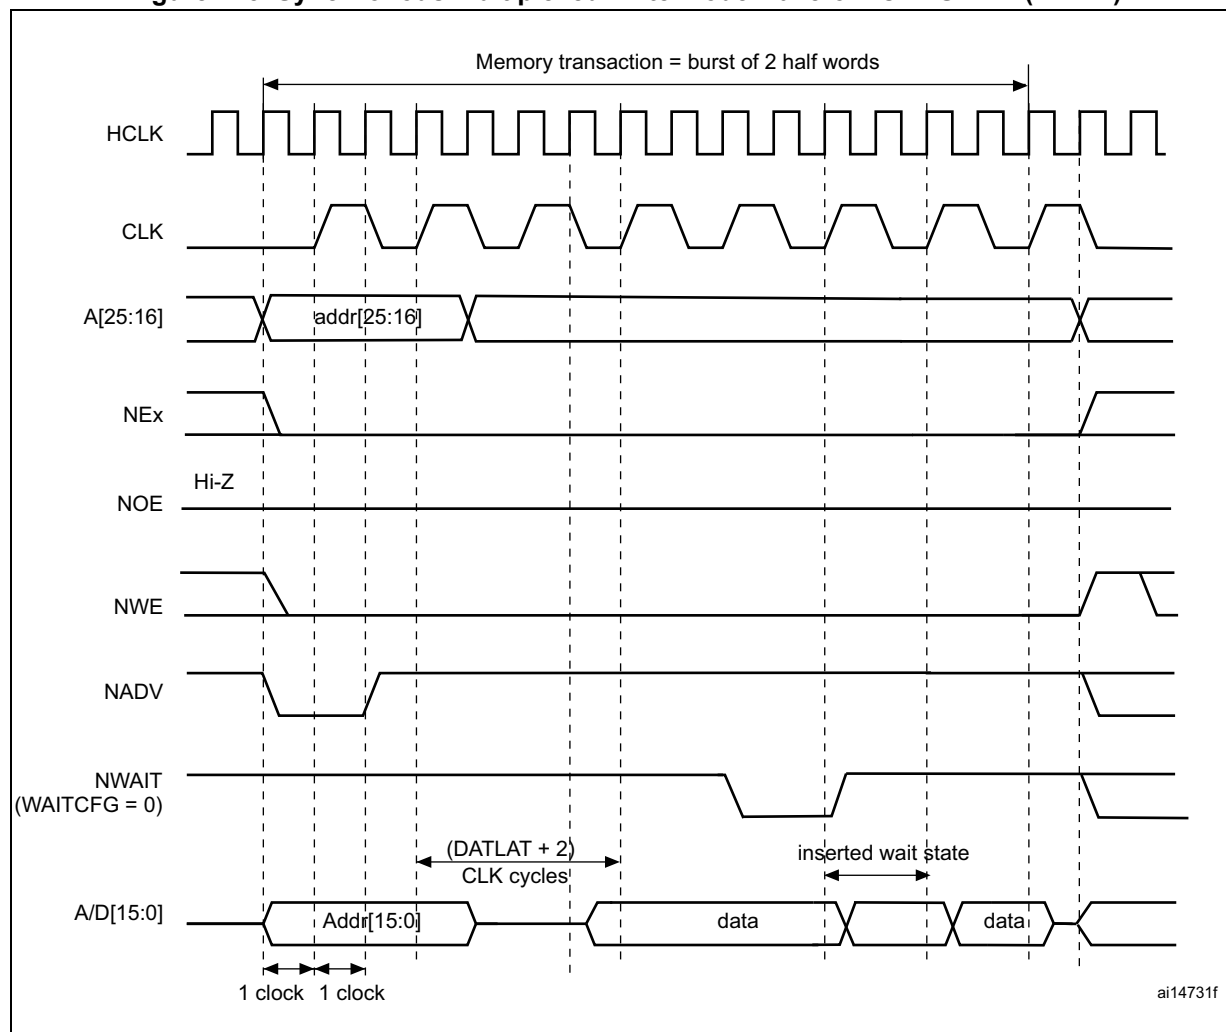 Memory transaction = burst of 2 half words
HCLK
CLK
A[25:16]
addr[25:16]
NEx
Hi-Z
NOE
NWE
NADV
NWAIT
(WAITCFG = 0)
(DATLAT + 2)
CLK cycles
inserted wait state
A/D[15:0]
Addr[15:0]
data
data
1 clock 1 clock
ai14731f